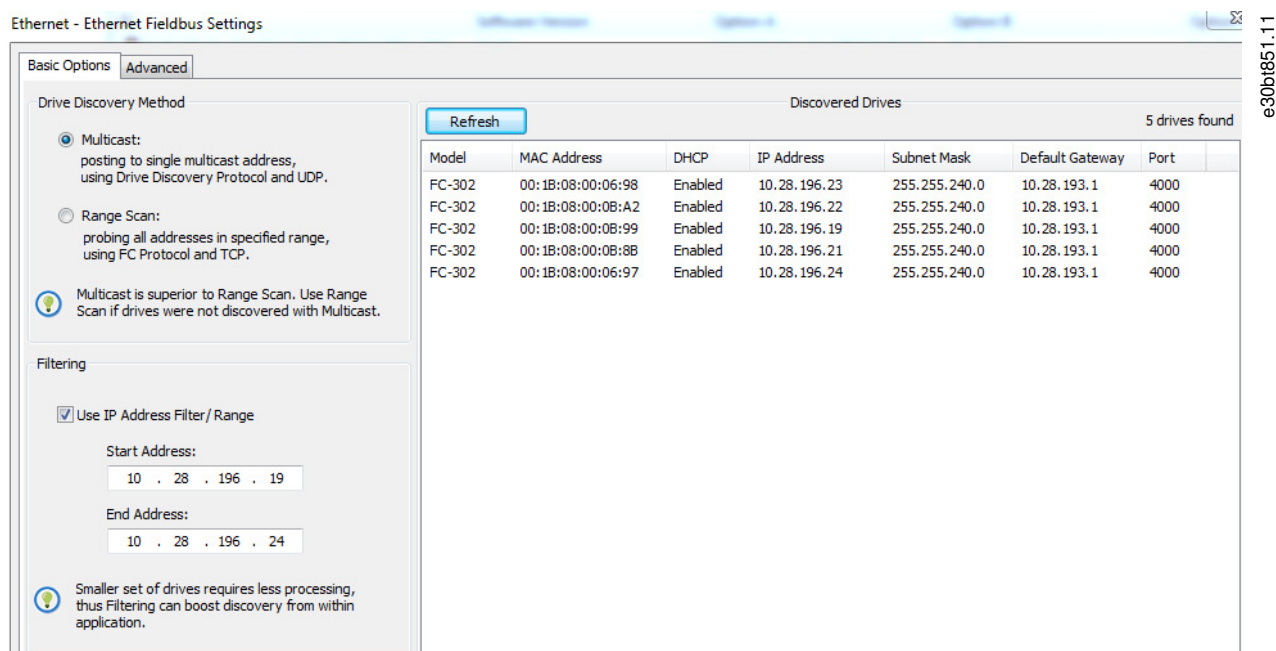 Ethernet - Ethernet Fieldbus Settings
e30bt851.11
Basic Options
Advanced
Drive Discovery Method
Multicast:
posting to single multicast address,
using Drive Discovery Protocol and UDP.
Range Scan:
probing all addresses in specified range,
using FC Protocol and TCP.
Multicast is superior to Range Scan. Use Range
Scan if drives were not discovered with Multicast.
Filtering
Use IP Address Filter/ Range
Start Address:
10 . 28 . 196 . 19
End Address:
10 . 28 . 196 . 24
Smaller set of drives requires less processing,
thus Filtering can boost discovery from within
application.
Discovered Drives
Refresh
5 drives found
Model MAC Address DHCP IP Address Subnet Mask Default Gateway Port
FC-302 00:1B:08:00:06:98 Enabled 10.28.196.23 255.255.240.0 10.28.193.1 4000
FC-302 00:1B:08:00:0B:A2 Enabled 10.28.196.22 255.255.240.0 10.28.193.1 4000
FC-302 00:1B:08:00:0B:99 Enabled 10.28.196.19 255.255.240.0 10.28.193.1 4000
FC-302 00:1B:08:00:0B:8B Enabled 10.28.196.21 255.255.240.0 10.28.193.1 4000
FC-302 00:1B:08:00:06:97 Enabled 10.28.196.24 255.255.240.0 10.28.193.1 4000